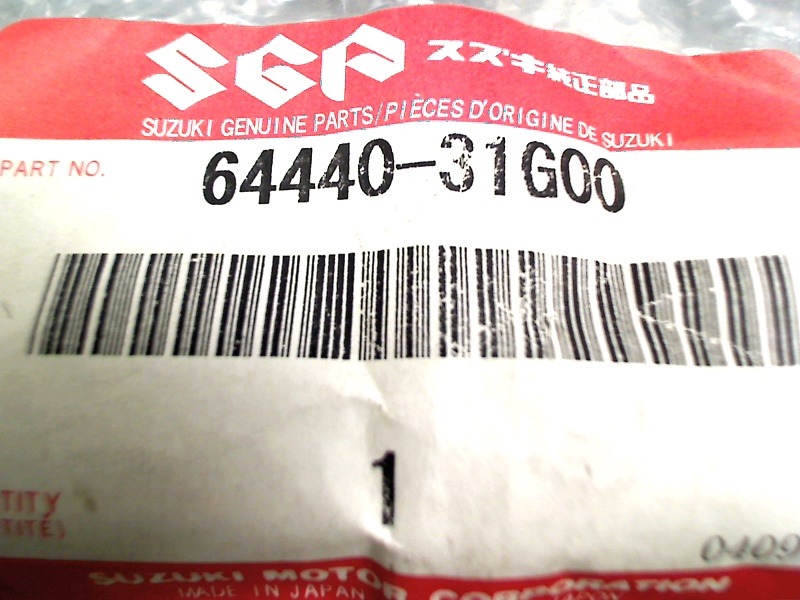 SGP スズキ純正部品
SUZUKI GENUINE PARTS/PIÈCES D'ORIGINE DE SUZUKI
PART NO.
64440-31G00
1
TITY
TITÉ)
0409
SUZUKI MOTOR CORPORATION
MADE IN JAPAN